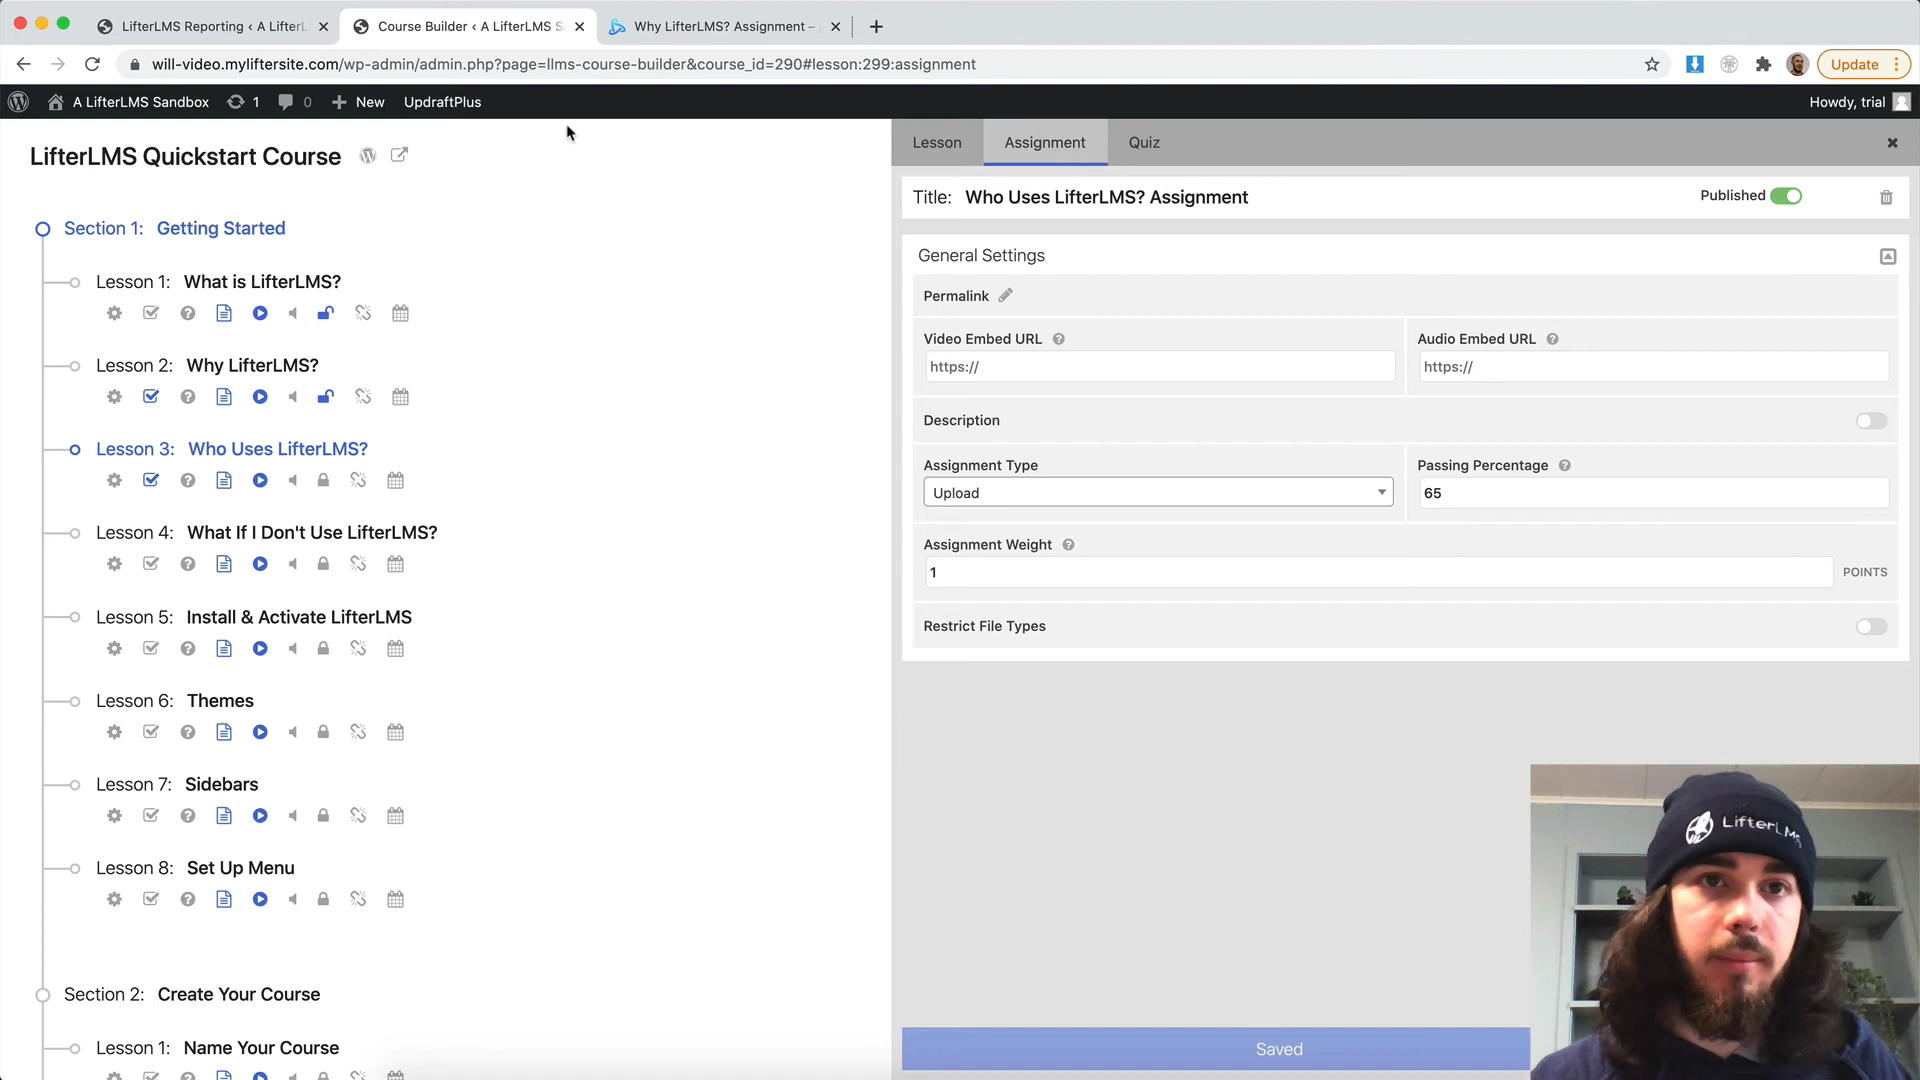 LifterLMS Reporting ‹ A Lifter
Course Builder ‹ A LifterLMS S
Why LifterLMS? Assignment –
will-video.myliftersite.com/wp-admin/admin.php?page=llms-course-builder&course_id=290#lesson:299:assignment
Update
A LifterLMS Sandbox
1
0
New
UpdraftPlus
Howdy, trial
LifterLMS Quickstart Course
Section 1: Getting Started
Lesson 1: What is LifterLMS?
Lesson 2: Why LifterLMS?
Lesson 3: Who Uses LifterLMS?
Lesson 4: What If I Don't Use LifterLMS?
Lesson 5: Install & Activate LifterLMS
Lesson 6: Themes
Lesson 7: Sidebars
Lesson 8: Set Up Menu
Section 2: Create Your Course
Lesson 1: Name Your Course
Lesson
Assignment
Quiz
Title: Who Uses LifterLMS? Assignment
Published
General Settings
Permalink
Video Embed URL
https://
Audio Embed URL
https://
Description
Assignment Type
Upload
Passing Percentage
65
Assignment Weight
1
POINTS
Restrict File Types
Saved
LifterLMS